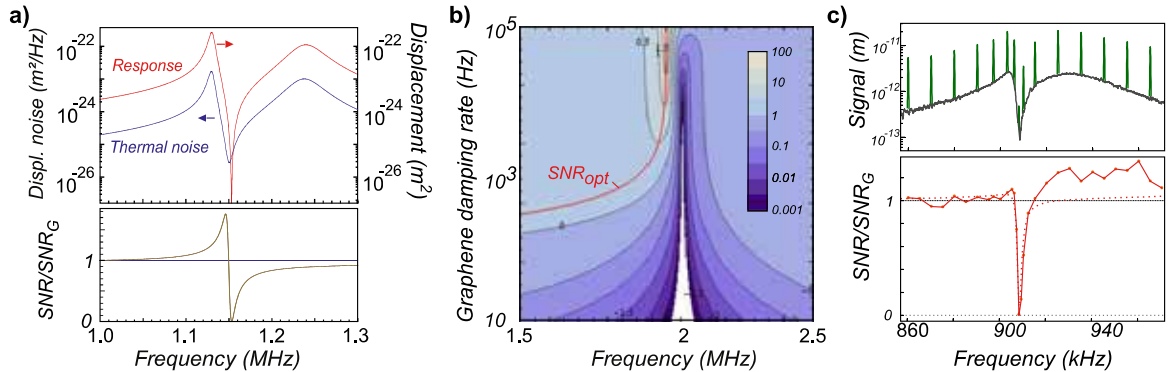 a)
Displ. noise (m²/Hz)
10-22
10-24
10-26
Response
Thermal noise
10-22
10-24
10-26
Displacement (m²)
SNR/SNRG
1
0
1.0
1.1
1.2
1.3
Frequency (MHz)
b)
Graphene damping rate (Hz)
10⁵
10³
10
SNRopt
100
10
1
0.1
0.01
0.001
1.5
2
2.5
Frequency (MHz)
c)
Signal (m)
10-11
10-12
10-13
SNR/SNRG
1
0
860
900
940
Frequency (kHz)